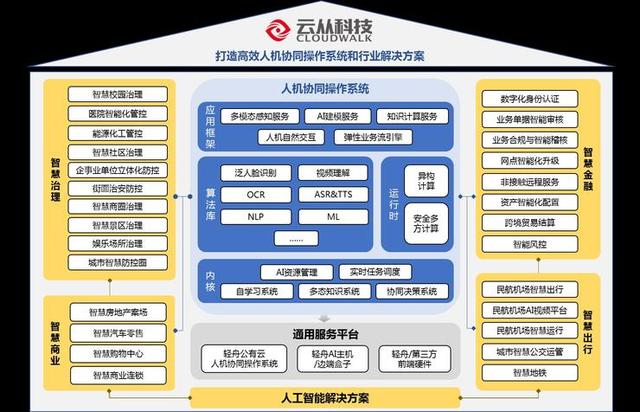 云从科技
CLOUDWALK
打造高效人机协同操作系统和行业解决方案
智慧治理
智慧校园治理
医院智能化管控
能源化工管控
智慧社区治理
企事业单位立体化防控
街面治安防控
智慧商圈治理
智慧景区治理
娱乐场所治理
城市智慧防控圈
智慧商业
智慧房地产案场
智慧汽车零售
智慧购物中心
智慧商业连锁
人机协同操作系统
应用框架
多模态感知服务
AI建模服务
知识计算服务
人机自然交互
弹性业务流引擎
算法库
泛人脸识别
视频理解
OCR
ASR&TTS
NLP
ML
......
运行时
异构
计算
安全多
方计算
内核
AI资源管理
实时任务调度
自学习系统
多态知识系统
协同决策系统
通用服务平台
轻舟公有云
人机协同操作系统
轻舟AI主机
/边端盒子
轻舟/第三方
前端硬件
智慧金融
数字化身份认证
业务单据智能审核
业务合规与智能稽核
网点智能化升级
非接触远程服务
资产智能化配置
跨境贸易结算
智能风控
智慧出行
民航机场智慧出行
民航机场AI视频平台
民航机场智慧运行
城市智慧公交运管
智慧地铁
人工智能解决方案